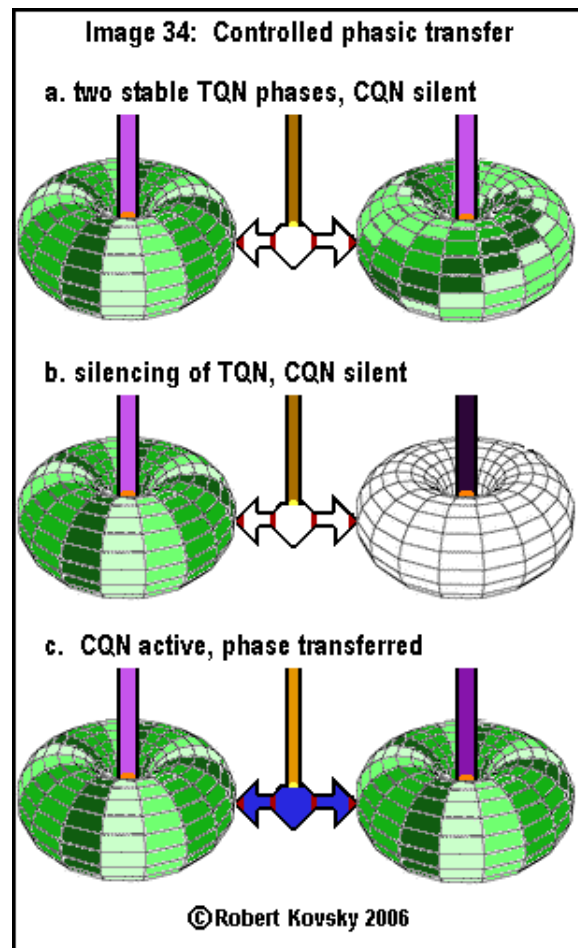 Image 34:  Controlled phasic transfer
a. two stable TQN phases, CQN silent
b. silencing of TQN, CQN silent
c.  CQN active, phase transferred
©Robert Kovsky 2006